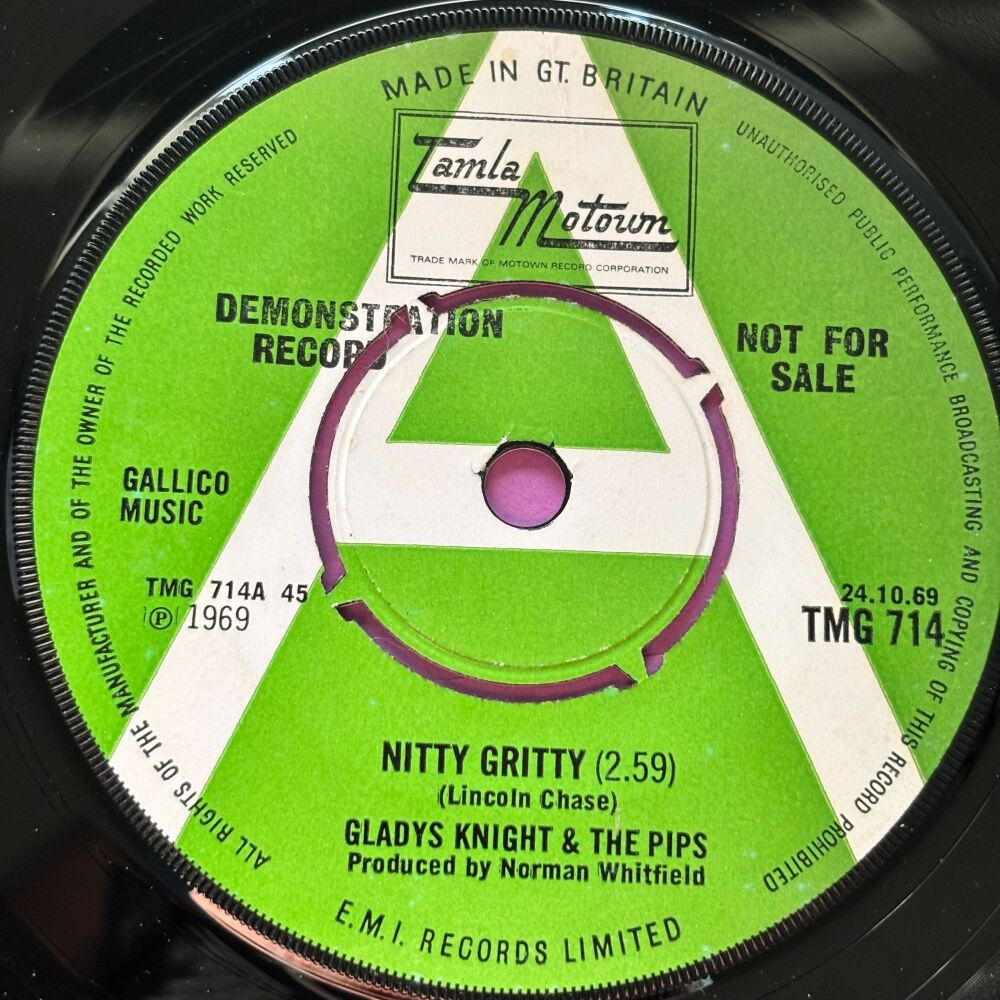 MADE IN GT. BRITAIN
Tamla
Motown
TRADE MARK OF MOTOWN RECORD CORPORATION
DEMONSTRATION
RECORD
NOT FOR
SALE
GALLICO
MUSIC
TMG 714A 45
℗ 1969
24.10.69
TMG 714
NITTY GRITTY (2.59)
(Lincoln Chase)
GLADYS KNIGHT & THE PIPS
Produced by Norman Whitfield
E.M.I. RECORDS LIMITED
ALL RIGHTS OF THE MANUFACTURER AND OF THE OWNER OF THE RECORDED WORK RESERVED
UNAUTHORISED PUBLIC PERFORMANCE BROADCASTING AND COPYING OF THIS RECORD PROHIBITED